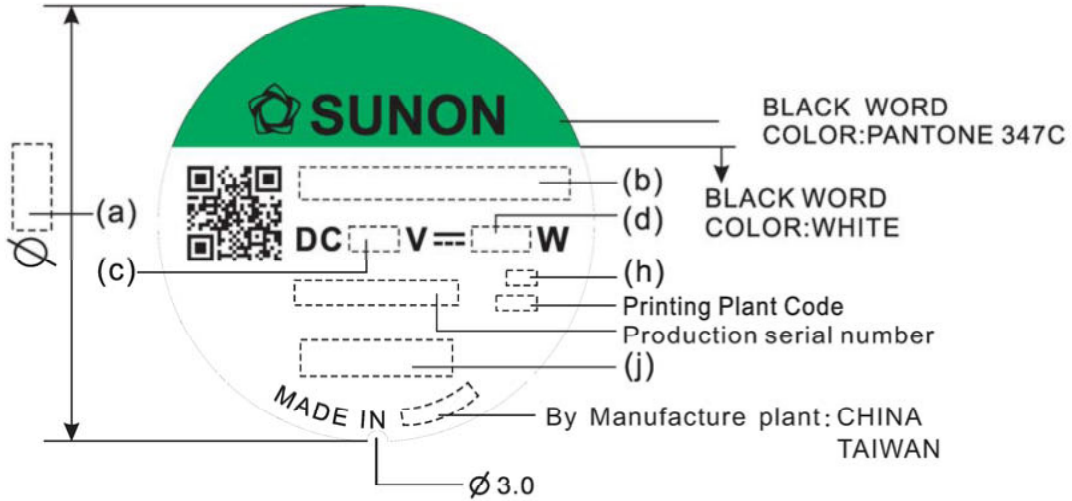 SUNON
BLACK WORD
COLOR:PANTONE 347C
(b)
BLACK WORD
COLOR:WHITE
(a)
Ø
DC V⎓ W
(d)
(c)
(h)
Printing Plant Code
Production serial number
(j)
MADE IN
By Manufacture plant: CHINA
TAIWAN
Ø 3.0